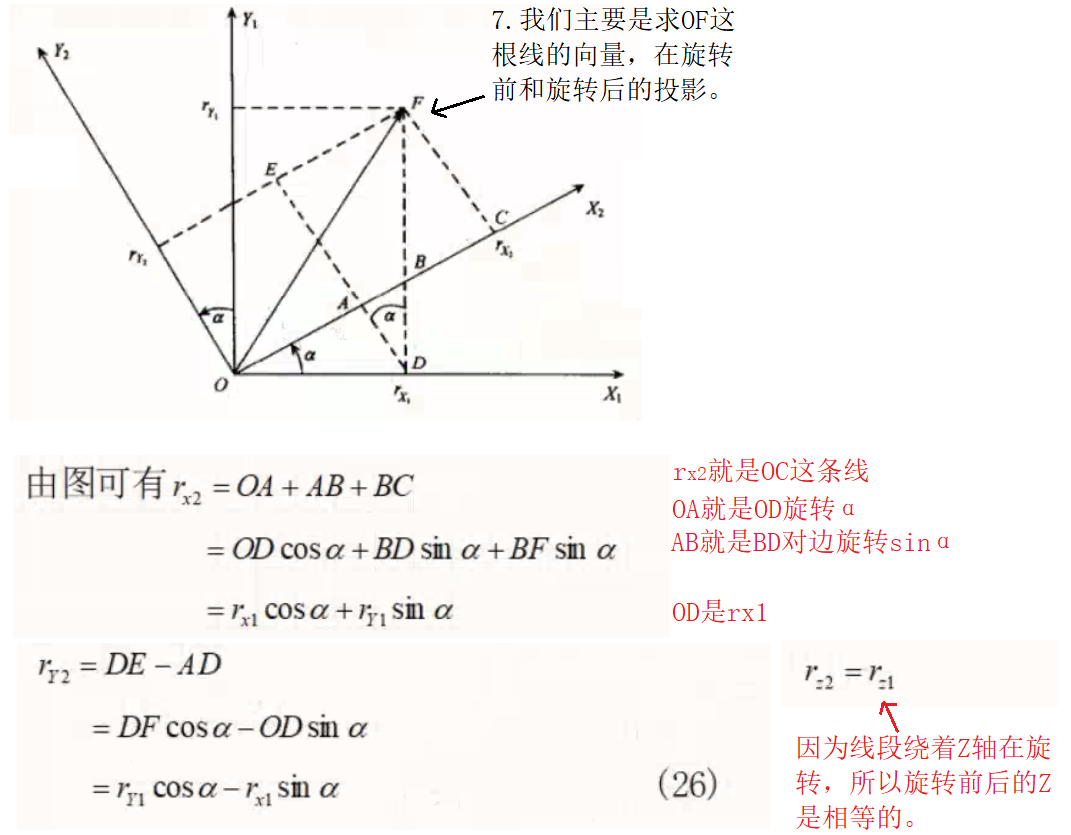 7.我们主要是求OF这
根线的向量，在旋转
前和旋转后的投影。
Y₁
Y₂
r_Y₁
F
E
X₂
C
r_X₂
r_Y₂
B
A
α
α
α
D
O
r_X₁
X₁
由图可有 r_x2 = OA + AB + BC
= OD cos α + BD sin α + BF sin α
= r_x1 cos α + r_Y1 sin α
rx2就是OC这条线
OA就是OD旋转α
AB就是BD对边旋转sinα
OD是rx1
r_Y2 = DE − AD
= DF cos α − OD sin α
= r_Y1 cos α − r_x1 sin α
(26)
r_z2 = r_z1
因为线段绕着Z轴在旋
转，所以旋转前后的Z
是相等的。